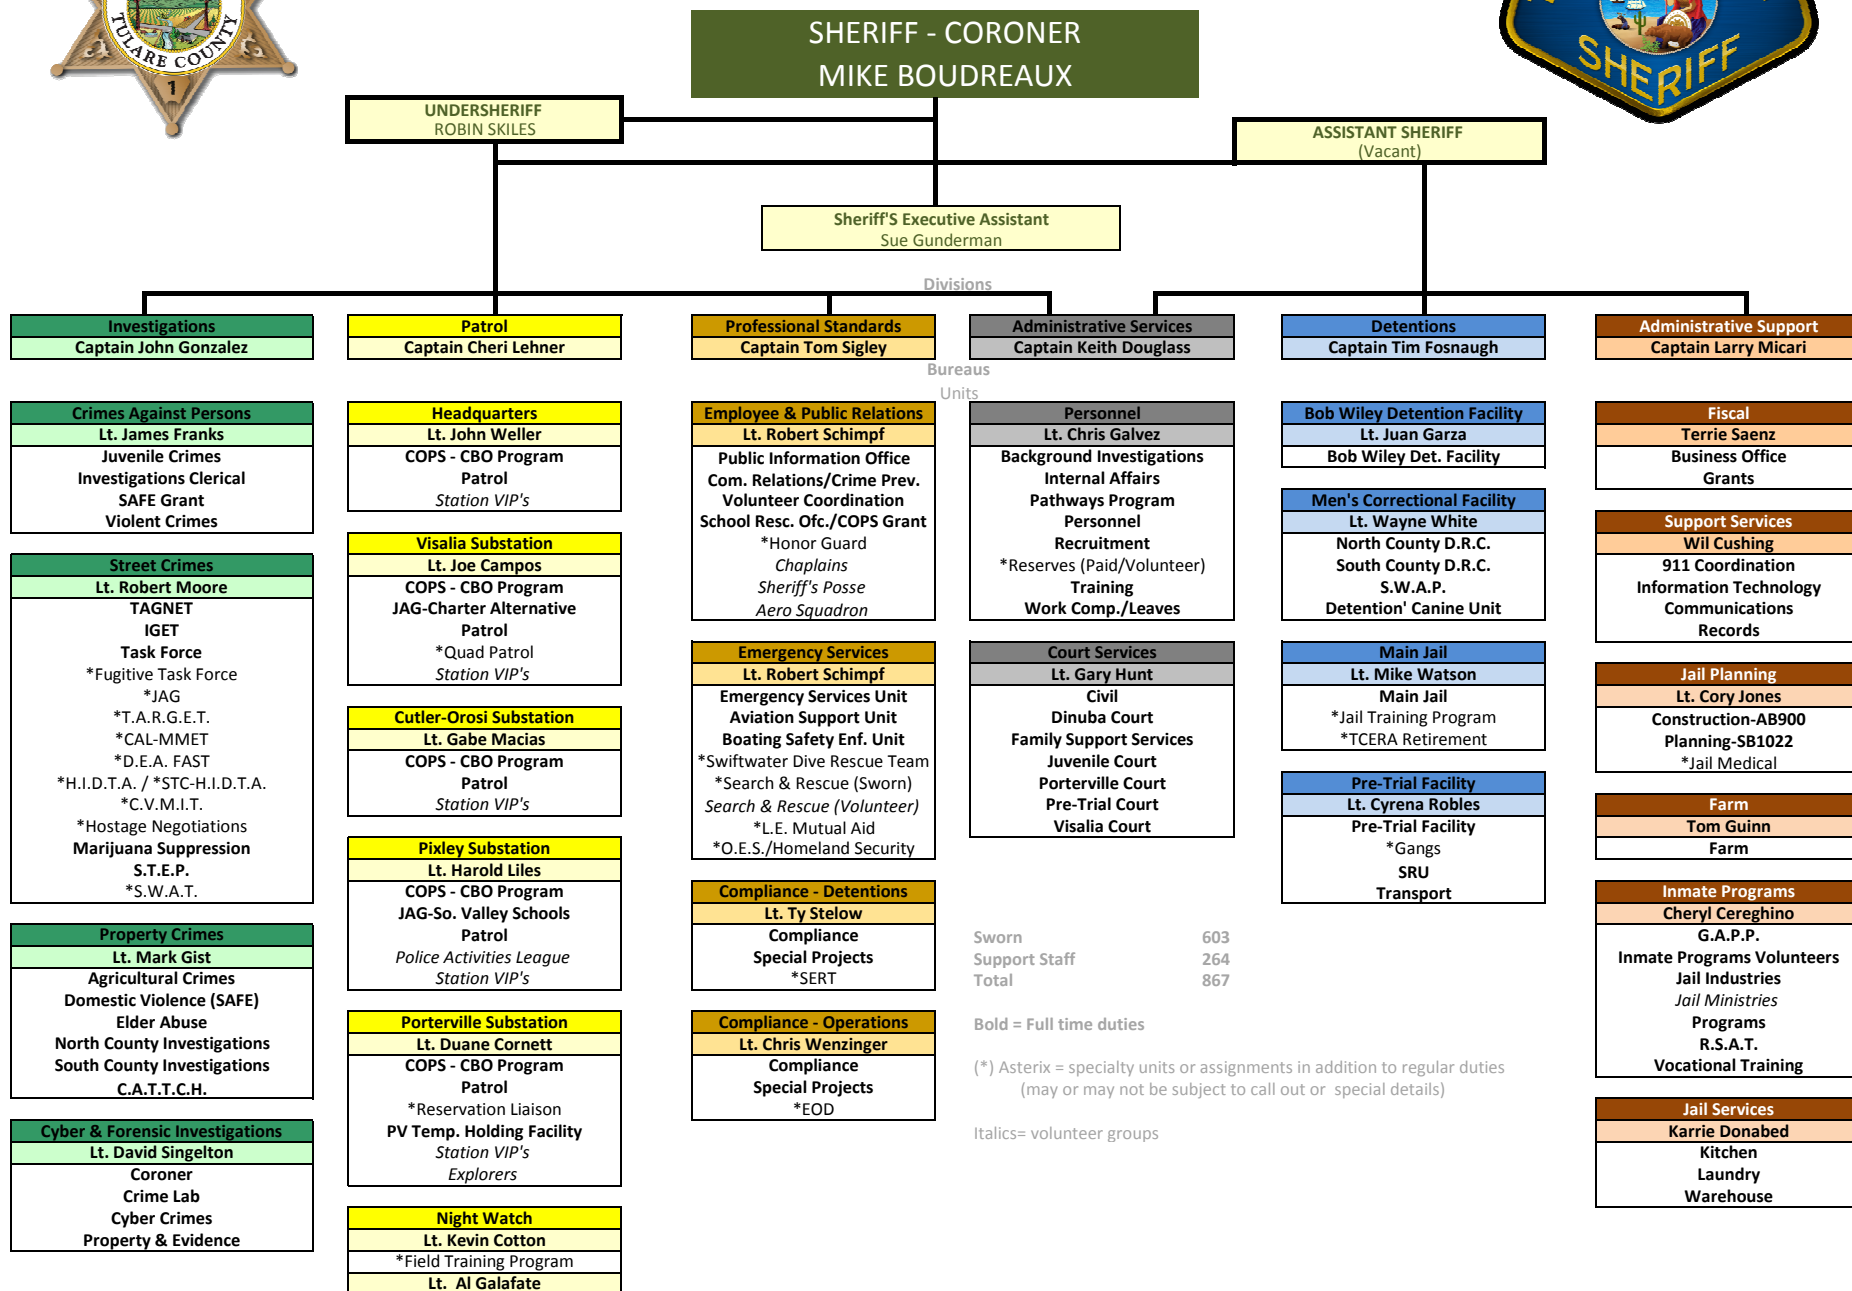 TULARE COUNTY
1
SHERIFF
SHERIFF - CORONER
MIKE BOUDREAUX
UNDERSHERIFF
ROBIN SKILES
ASSISTANT SHERIFF
(Vacant)
Sheriff'S Executive Assistant
Sue Gunderman
Divisions
Investigations
Captain John Gonzalez
Patrol
Captain Cheri Lehner
Professional Standards
Captain Tom Sigley
Administrative Services
Captain Keith Douglass
Detentions
Captain Tim Fosnaugh
Administrative Support
Captain Larry Micari
Bureaus
Units
Crimes Against Persons
Lt. James Franks
Juvenile Crimes
Investigations Clerical
SAFE Grant
Violent Crimes
Street Crimes
Lt. Robert Moore
TAGNET
IGET
Task Force
*Fugitive Task Force
*JAG
*T.A.R.G.E.T.
*CAL-MMET
*D.E.A. FAST
*H.I.D.T.A. / *STC-H.I.D.T.A.
*C.V.M.I.T.
*Hostage Negotiations
Marijuana Suppression
S.T.E.P.
*S.W.A.T.
Property Crimes
Lt. Mark Gist
Agricultural Crimes
Domestic Violence (SAFE)
Elder Abuse
North County Investigations
South County Investigations
C.A.T.T.C.H.
Cyber & Forensic Investigations
Lt. David Singelton
Coroner
Crime Lab
Cyber Crimes
Property & Evidence
Headquarters
Lt. John Weller
COPS - CBO Program
Patrol
Station VIP's
Visalia Substation
Lt. Joe Campos
COPS - CBO Program
JAG-Charter Alternative
Patrol
*Quad Patrol
Station VIP's
Cutler-Orosi Substation
Lt. Gabe Macias
COPS - CBO Program
Patrol
Station VIP's
Pixley Substation
Lt. Harold Liles
COPS - CBO Program
JAG-So. Valley Schools
Patrol
Police Activities League
Station VIP's
Porterville Substation
Lt. Duane Cornett
COPS - CBO Program
Patrol
*Reservation Liaison
PV Temp. Holding Facility
Station VIP's
Explorers
Night Watch
Lt. Kevin Cotton
*Field Training Program
Lt. Al Galafate
Employee & Public Relations
Lt. Robert Schimpf
Public Information Office
Com. Relations/Crime Prev.
Volunteer Coordination
School Resc. Ofc./COPS Grant
*Honor Guard
Chaplains
Sheriff's Posse
Aero Squadron
Emergency Services
Lt. Robert Schimpf
Emergency Services Unit
Aviation Support Unit
Boating Safety Enf. Unit
*Swiftwater Dive Rescue Team
*Search & Rescue (Sworn)
Search & Rescue (Volunteer)
*L.E. Mutual Aid
*O.E.S./Homeland Security
Compliance - Detentions
Lt. Ty Stelow
Compliance
Special Projects
*SERT
Compliance - Operations
Lt. Chris Wenzinger
Compliance
Special Projects
*EOD
Personnel
Lt. Chris Galvez
Background Investigations
Internal Affairs
Pathways Program
Personnel
Recruitment
*Reserves (Paid/Volunteer)
Training
Work Comp./Leaves
Court Services
Lt. Gary Hunt
Civil
Dinuba Court
Family Support Services
Juvenile Court
Porterville Court
Pre-Trial Court
Visalia Court
Sworn 603
Support Staff 264
Total 867
Bold = Full time duties
(*) Asterix = specialty units or assignments in addition to regular duties
(may or may not be subject to call out or special details)
Italics= volunteer groups
Bob Wiley Detention Facility
Lt. Juan Garza
Bob Wiley Det. Facility
Men's Correctional Facility
Lt. Wayne White
North County D.R.C.
South County D.R.C.
S.W.A.P.
Detention' Canine Unit
Main Jail
Lt. Mike Watson
Main Jail
*Jail Training Program
*TCERA Retirement
Pre-Trial Facility
Lt. Cyrena Robles
Pre-Trial Facility
*Gangs
SRU
Transport
Fiscal
Terrie Saenz
Business Office
Grants
Support Services
Wil Cushing
911 Coordination
Information Technology
Communications
Records
Jail Planning
Lt. Cory Jones
Construction-AB900
Planning-SB1022
*Jail Medical
Farm
Tom Guinn
Farm
Inmate Programs
Cheryl Cereghino
G.A.P.P.
Inmate Programs Volunteers
Jail Industries
Jail Ministries
Programs
R.S.A.T.
Vocational Training
Jail Services
Karrie Donabed
Kitchen
Laundry
Warehouse